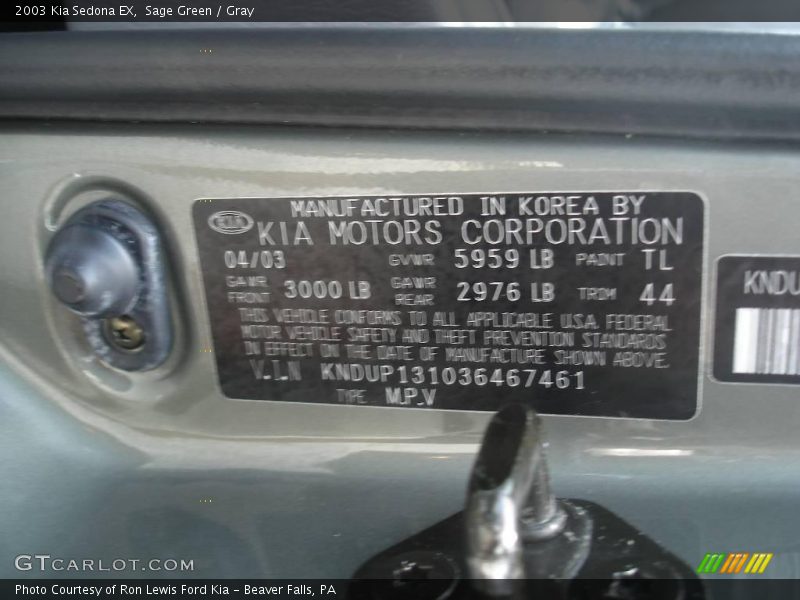 2003 Kia Sedona EX, Sage Green / Gray
KIA MANUFACTURED IN KOREA BY
KIA MOTORS CORPORATION
04/03 GVWR 5959 LB PAINT TL
GAWR FRONT 3000 LB GAWR REAR 2976 LB TRIM 44
THIS VEHICLE CONFORMS TO ALL APPLICABLE U.S.A. FEDERAL
MOTOR VEHICLE SAFETY AND THEFT PREVENTION STANDARDS
IN EFFECT ON THE DATE OF MANUFACTURE SHOWN ABOVE.
V.I.N KNDUP131036467461
TYPE M.P.V
KNDU
GTCARLOT.COM
Photo Courtesy of Ron Lewis Ford Kia - Beaver Falls, PA